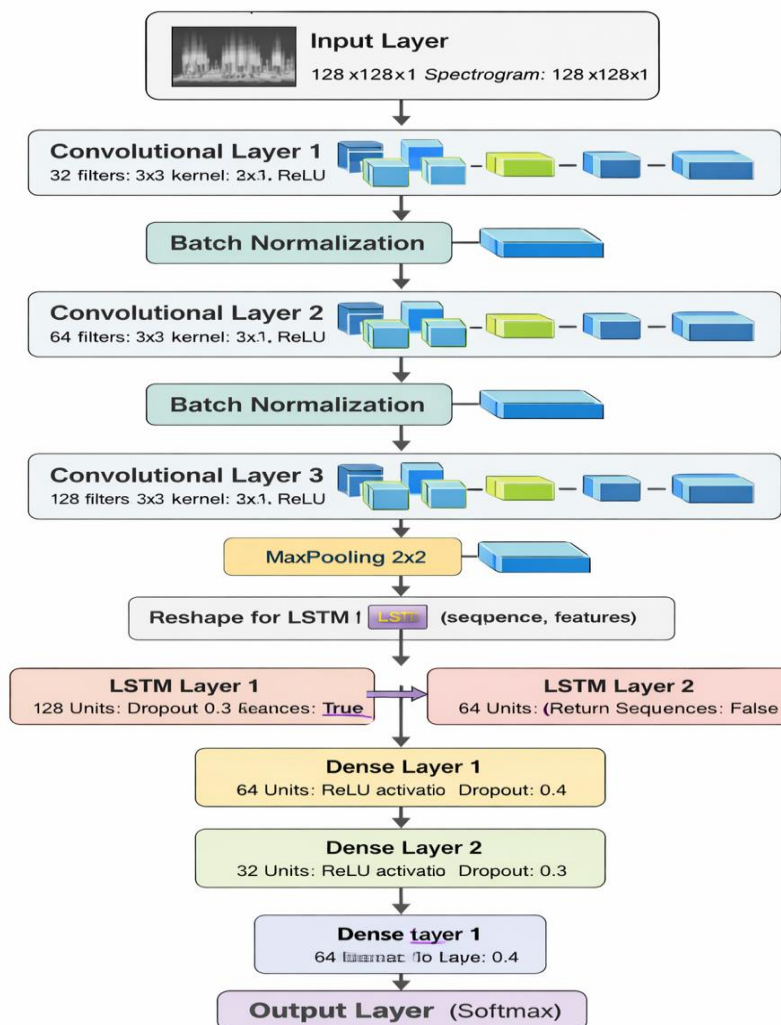 Input Layer
128 x128x1 Spectrogram: 128 x128x1
Convolutional Layer 1
32 filters: 3x3 kernel: 3x1. ReLU
Batch Normalization
Convolutional Layer 2
64 filters: 3x3 kernel: 3x1. ReLU
Batch Normalization
Convolutional Layer 3
128 filters 3x3 kernel: 3x1. ReLU
MaxPooling 2x2
Reshape for LSTM (seqpence, features)
LSTM Layer 1
128 Units: Dropout 0.3 True
LSTM Layer 2
64 Units: (Return Sequences: False
Dense Layer 1
64 Units: ReLU activatio Dropout: 0.4
Dense Layer 2
32 Units: ReLU activatio Dropout: 0.3
Dense tayer 1
64 Laye: 0.4
Output Layer (Softmax)